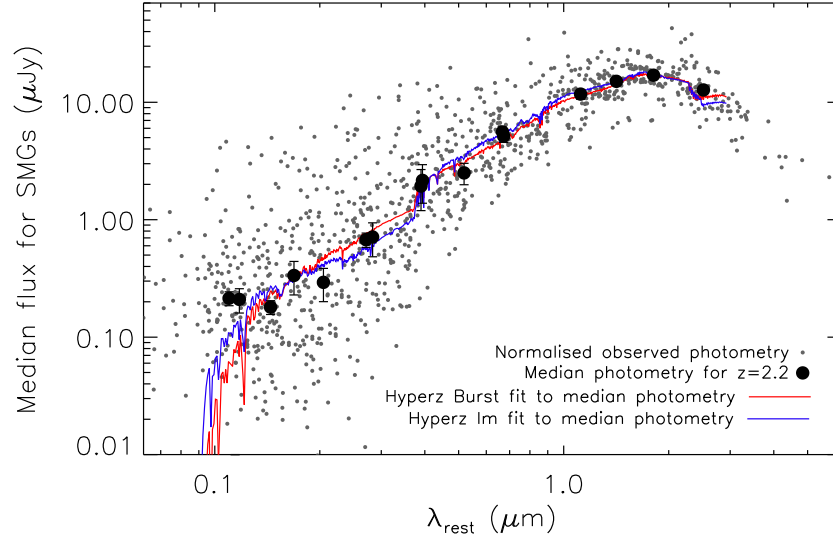 Median flux for SMGs (μJy)
10.00
1.00
0.10
0.01
Normalised observed photometry
Median photometry for z=2.2
Hyperz Burst fit to median photometry
Hyperz Im fit to median photometry
0.1
1.0
λrest (μm)